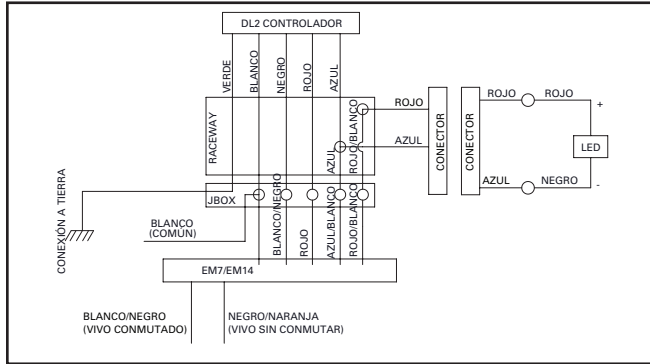 DL2 CONTROLADOR
VERDE
BLANCO
NEGRO
ROJO
AZUL
RACEWAY
AZUL
ROJO/BLANCO
ROJO
AZUL
CONECTOR
CONECTOR
ROJO
ROJO
+
LED
AZUL
NEGRO
-
CONEXIÓN A TIERRA
JBOX
BLANCO
(COMÚN)
BLANCO/NEGRO
ROJO
AZUL/BLANCO
ROJO/BLANCO
EM7/EM14
BLANCO/NEGRO
(VIVO CONMUTADO)
NEGRO/NARANJA
(VIVO SIN CONMUTAR)